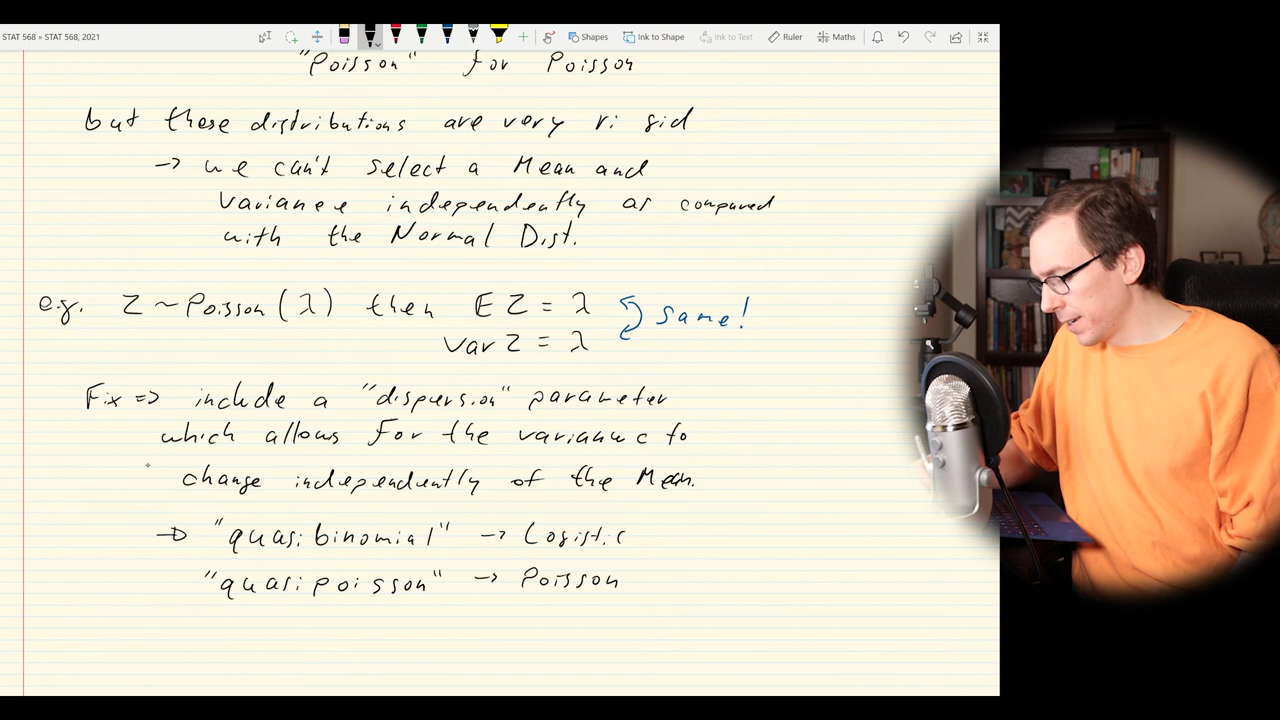 STAT 568 » STAT 568, 2021
Shapes Ink to Shape Ink to Text Ruler Maths
"Poisson" for Poisson
but these distributions are very rigid
→ we can't select a Mean and
Variance independently as compared
with the Normal Dist.
e.g. Z ~ Poisson (λ) then E Z = λ
Var Z = λ
same!
Fix => include a "dispersion" parameter
which allows for the variance to
change independently of the Mean.
→ "quasibinomial" → Logistic
"quasipoisson" → Poisson